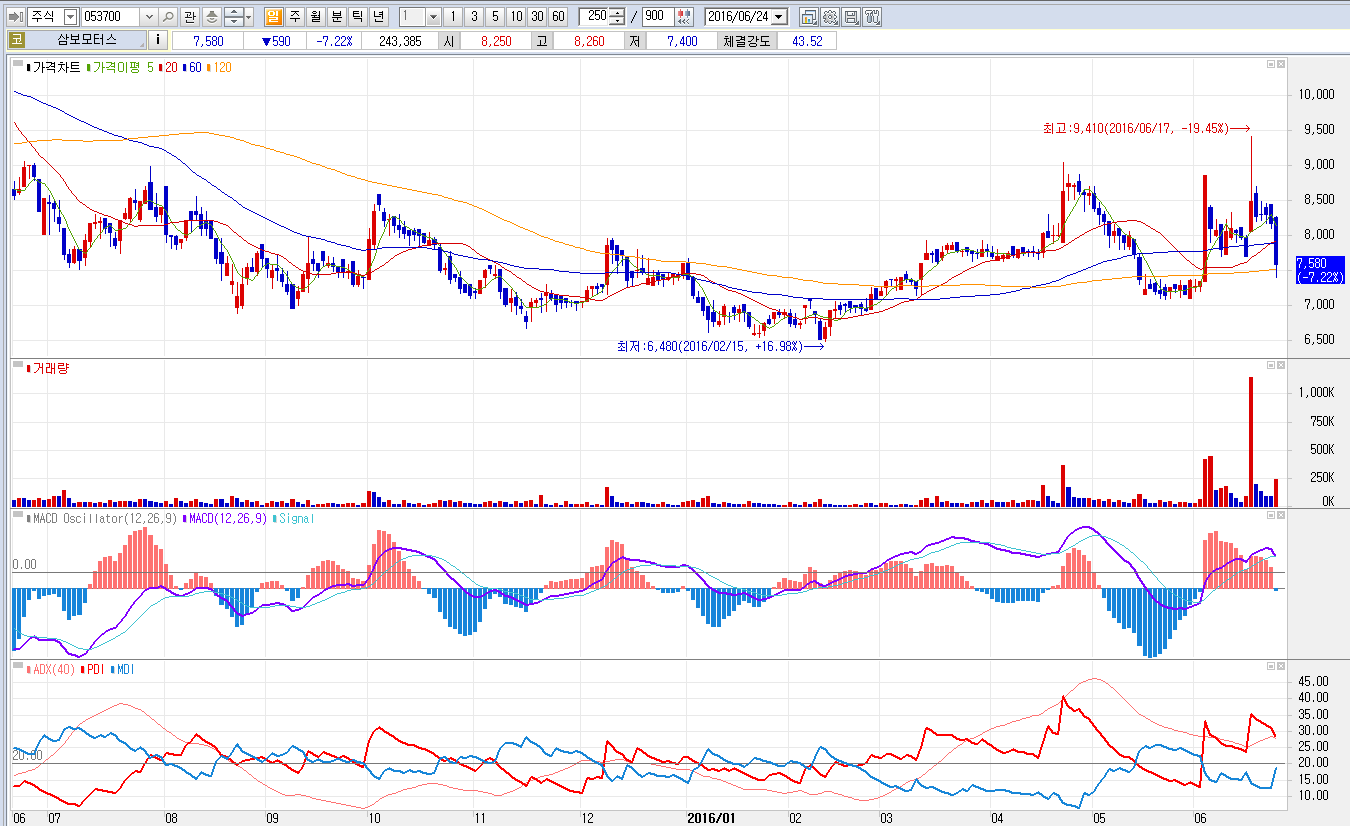 주식 053700 관 일 주 월 분 틱 년 1 1 3 5 10 30 60 250 / 900 2016/06/24
코 삼보모터스 i 7,580 ▼590 -7.22% 243,385 시 8,250 고 8,260 저 7,400 체결강도 43.52
가격차트 가격이평 5 20 60 120
10,000
최고:9,410(2016/06/17, -19.45%)
9,500
9,000
8,500
8,000
7,580
(-7.22%)
7,000
최저:6,480(2016/02/15, +16.98%)
6,500
거래량
1,000K
750K
500K
250K
0K
MACD Oscillator(12,26,9) MACD(12,26,9) Signal
0.00
ADX(40) PDI MDI
45.00
40.00
35.00
30.00
25.00
20.00 20.00
15.00
10.00
06 07 08 09 10 11 12 2016/01 02 03 04 05 06